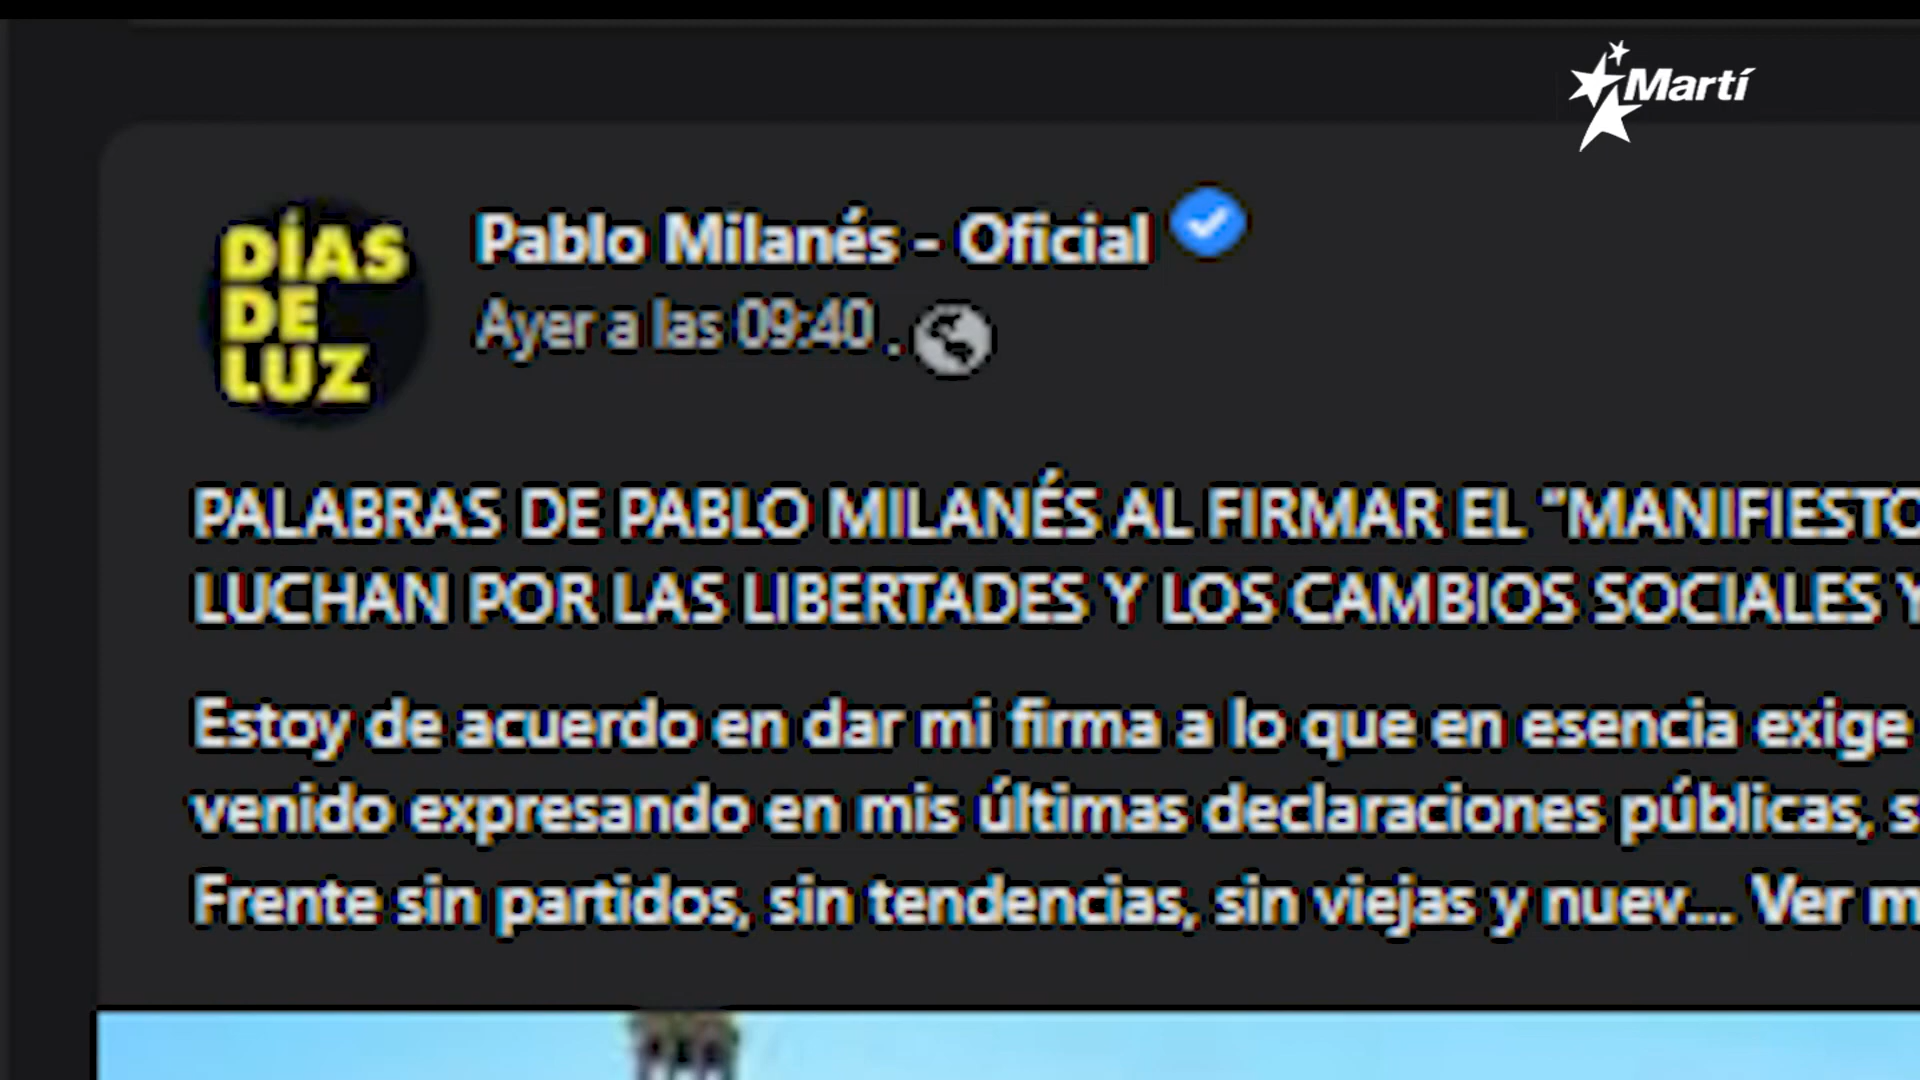 Martí
DÍAS
DE
LUZ
Pablo Milanés - Oficial
Ayer a las 09:40 .
PALABRAS DE PABLO MILANÉS AL FIRMAR EL "MANIFIESTO
LUCHAN POR LAS LIBERTADES Y LOS CAMBIOS SOCIALES Y
Estoy de acuerdo en dar mi firma a lo que en esencia exige
venido expresando en mis últimas declaraciones públicas, s
Frente sin partidos, sin tendencias, sin viejas y nuev... Ver m